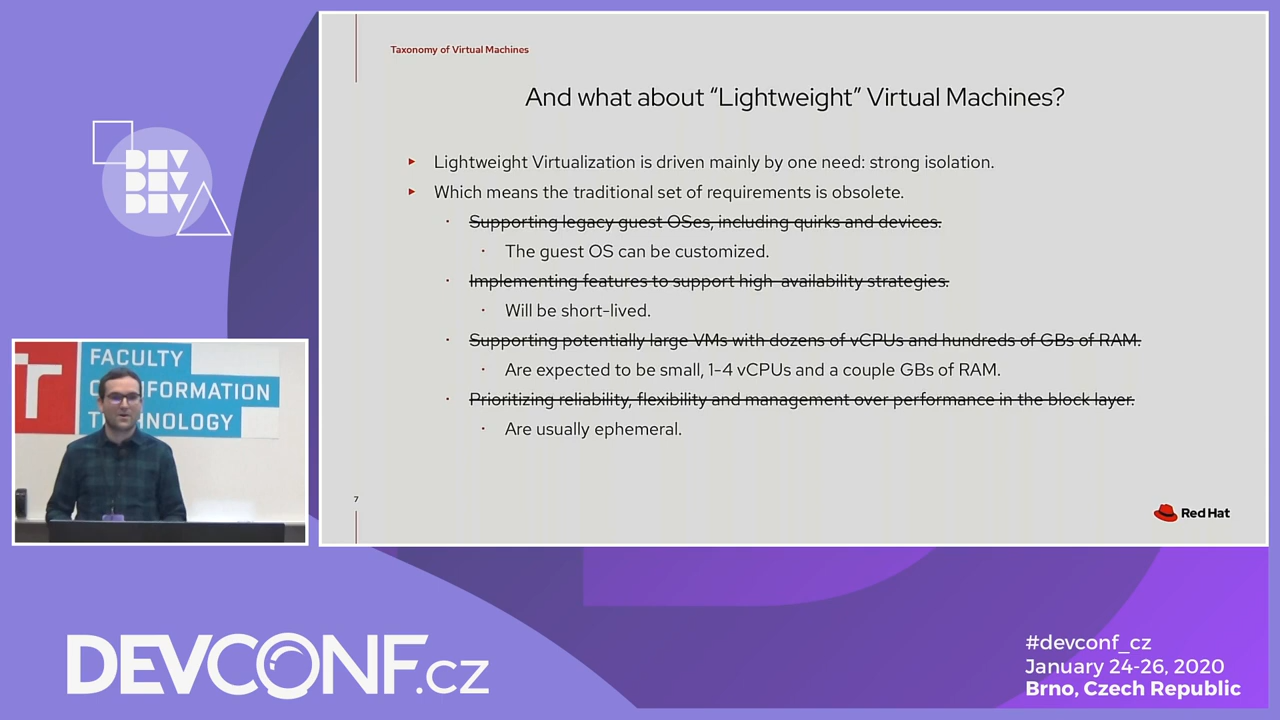 Taxonomy of Virtual Machines
And what about “Lightweight” Virtual Machines?
Lightweight Virtualization is driven mainly by one need: strong isolation.
Which means the traditional set of requirements is obsolete.
Supporting legacy guest OSes, including quirks and devices.
The guest OS can be customized.
Implementing features to support high-availability strategies.
Will be short-lived.
Supporting potentially large VMs with dozens of vCPUs and hundreds of GBs of RAM.
Are expected to be small, 1-4 vCPUs and a couple GBs of RAM.
Prioritizing reliability, flexibility and management over performance in the block layer.
Are usually ephemeral.
7
Red Hat
DEV
DEV
DEV
FACULTY
OF INFORMATION
TECHNOLOGY
DEVCONF.cz
#devconf_cz
January 24-26, 2020
Brno, Czech Republic